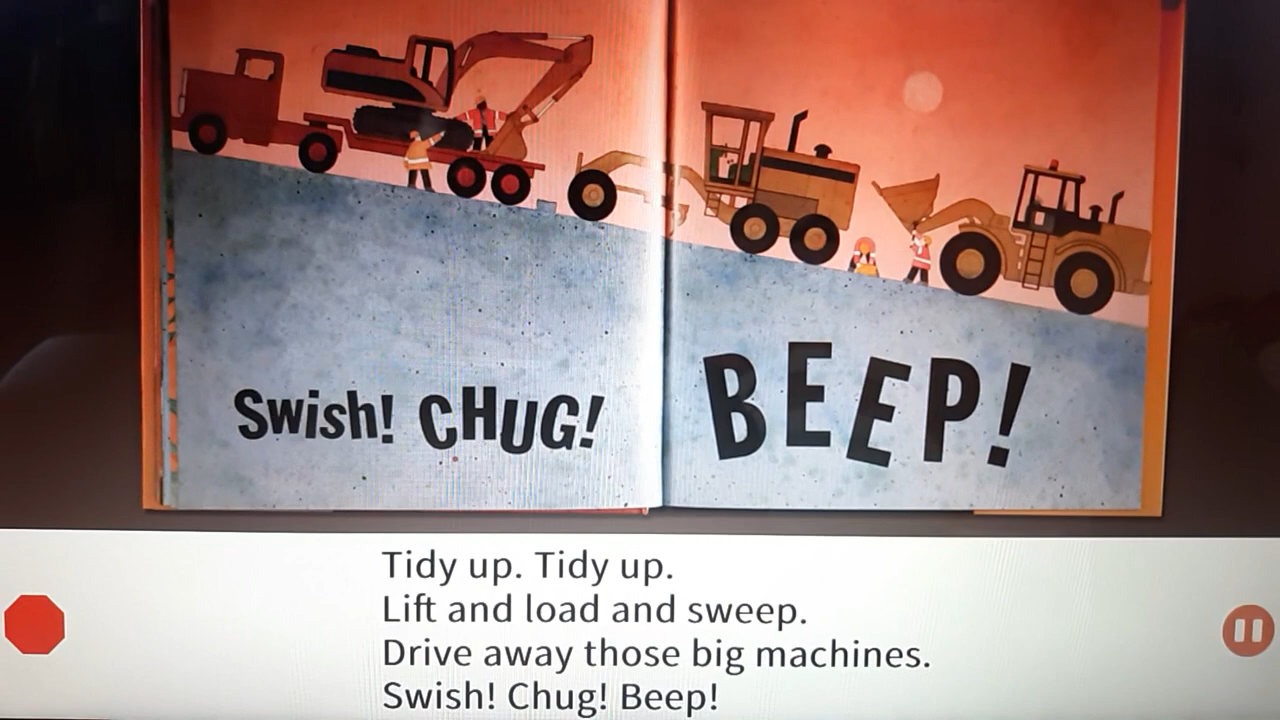 Swish! CHUG!
BEEP!
Tidy up. Tidy up.
Lift and load and sweep.
Drive away those big machines.
Swish! Chug! Beep!